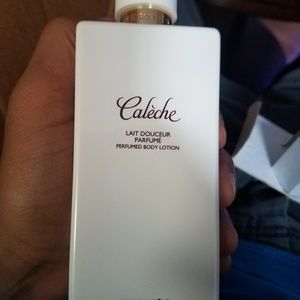 Calèche
LAIT DOUCEUR
PARFUMÉ
PERFUMED BODY LOTION